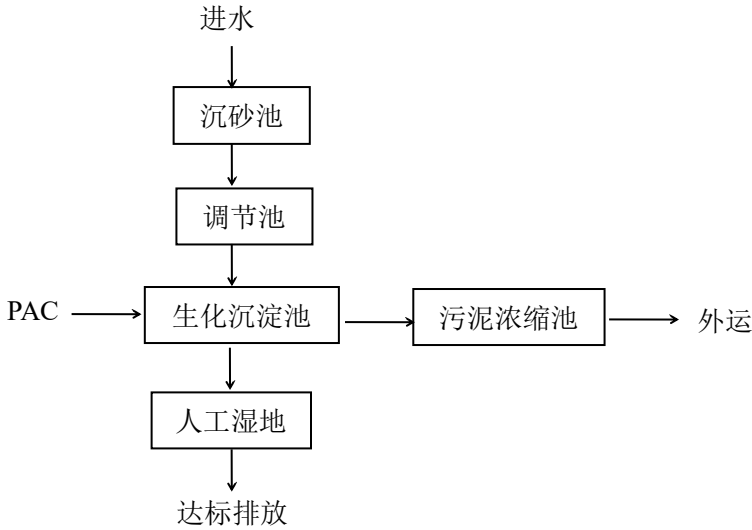 进水
沉砂池
调节池
PAC
生化沉淀池
污泥浓缩池
外运
人工湿地
达标排放